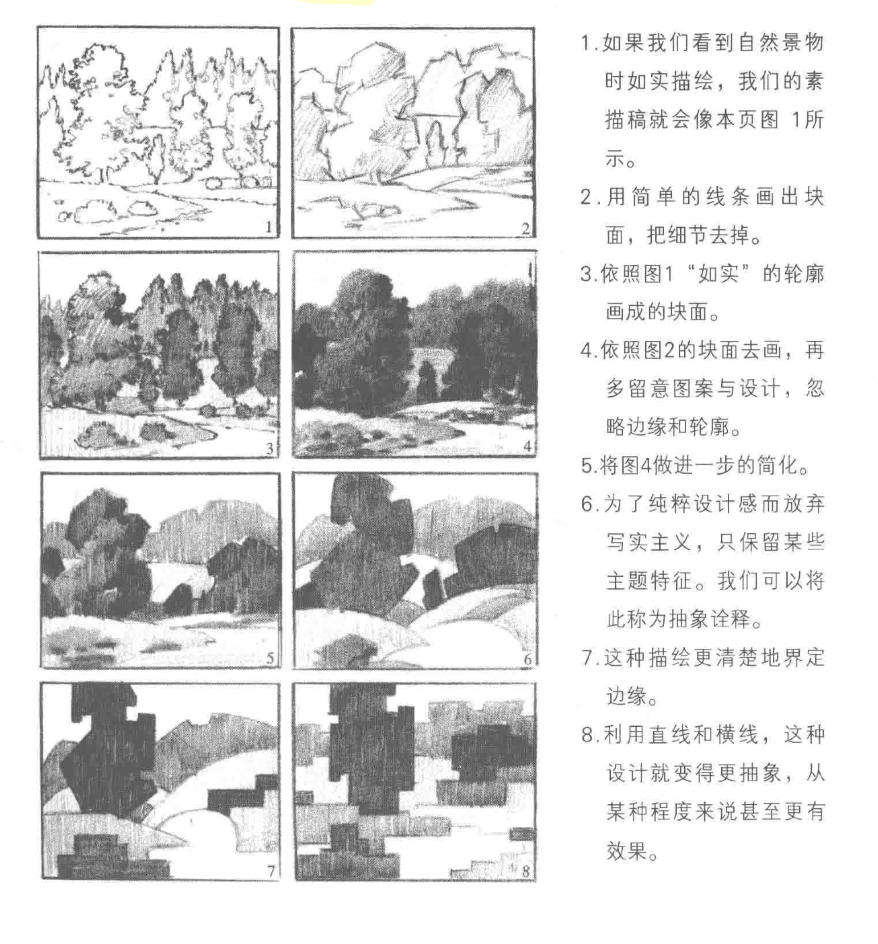 1.如果我们看到自然景物
时如实描绘，我们的素
描稿就会像本页图 1所
示。
2.用简单的线条画出块
面，把细节去掉。
3.依照图1“如实”的轮廓
画成的块面。
4.依照图2的块面去画，再
多留意图案与设计，忽
略边缘和轮廓。
5.将图4做进一步的简化。
6.为了纯粹设计感而放弃
写实主义，只保留某些
主题特征。我们可以将
此称为抽象诠释。
7.这种描绘更清楚地界定
边缘。
8.利用直线和横线，这种
设计就变得更抽象，从
某种程度来说甚至更有
效果。
1
2
3
4
5
6
7
8